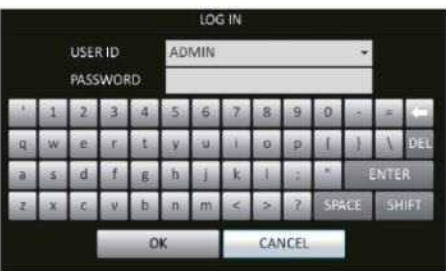 LOG IN
USER ID ADMIN
PASSWORD
' 1 2 3 4 5 6 7 8 9 0 - =
q w e r t y u i o p [ ] \ DEL
a s d f g h j k l ; " ENTER
z x c v b n m < > ? SPACE SHIFT
OK CANCEL